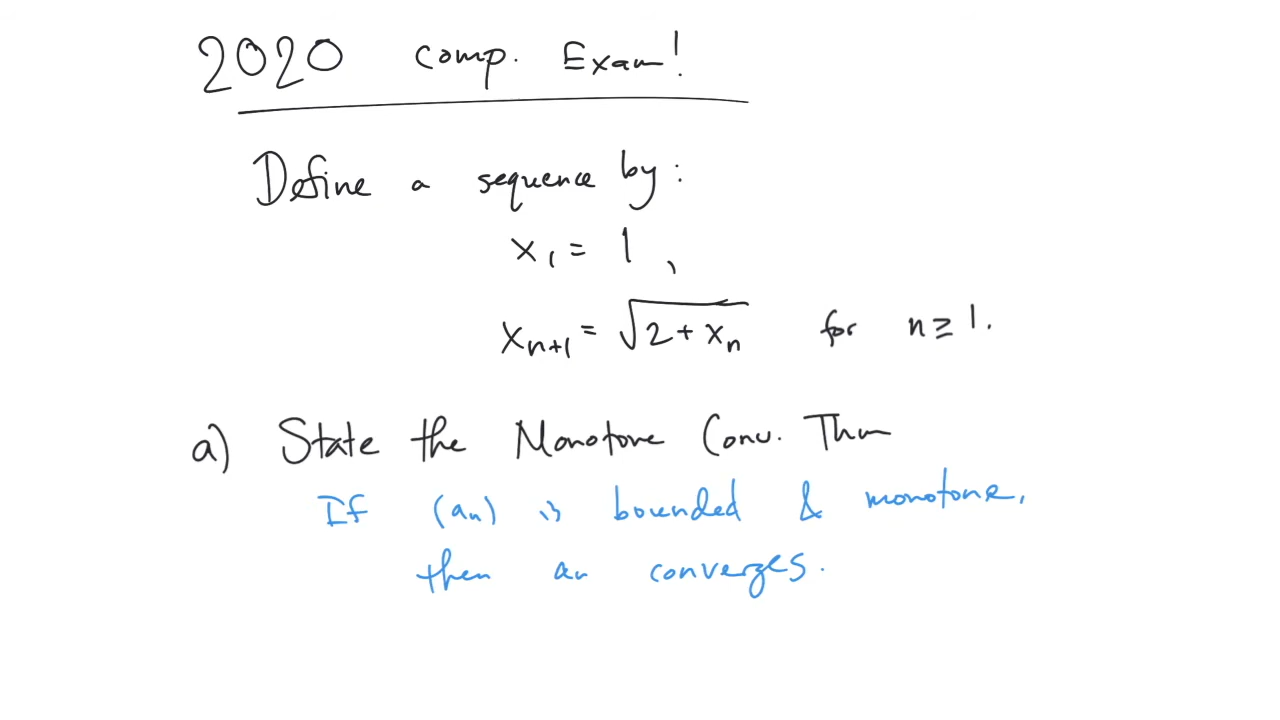 2020 comp. Exam!
Define a sequence by:
x₁ = 1,
xₙ₊₁ = √(2 + xₙ) for n ≥ 1.
a) State the Monotone Conv. Thm
If (aₙ) is bounded & monotone,
then aₙ converges.